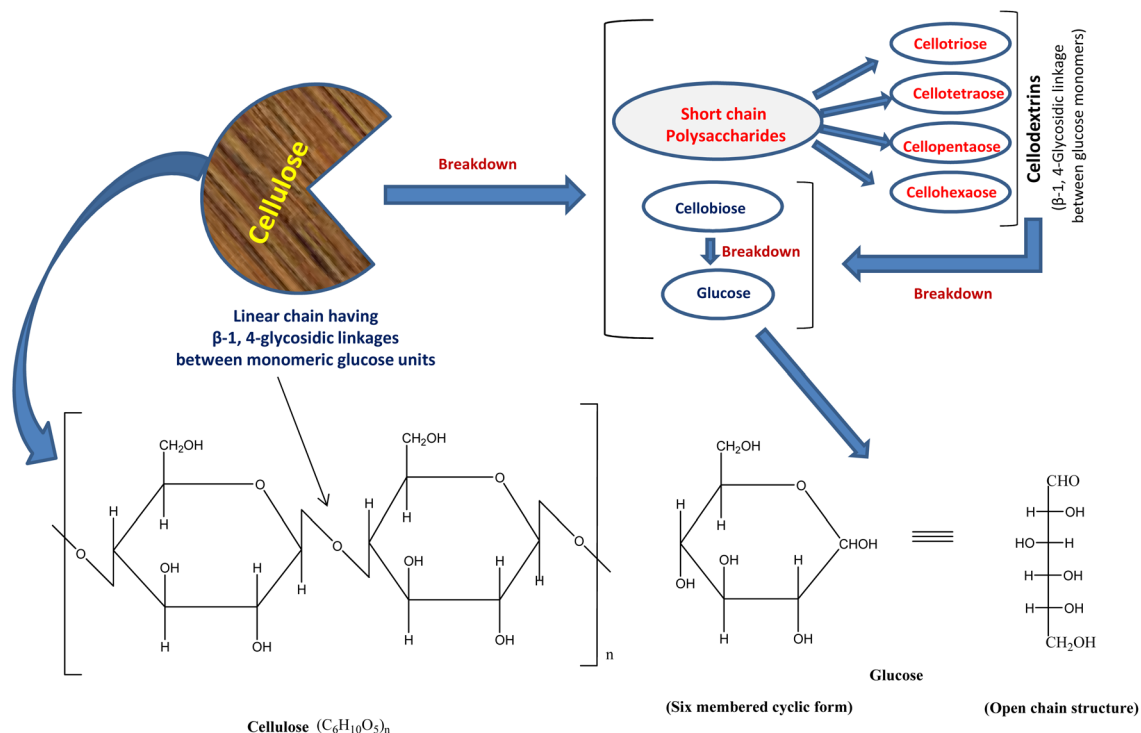 Cellulose
Breakdown
Short chain
Polysaccharides
Cellotriose
Cellotetraose
Cellopentaose
Cellohexaose
Cellodextrins
(β-1, 4-Glycosidic linkage
between glucose monomers)
Cellobiose
Breakdown
Glucose
Breakdown
Linear chain having
β-1, 4-glycosidic linkages
between monomeric glucose units
CH₂OH
O
H
H
O
OH
H
H
H
OH
O
CH₂OH
O
H
H
OH
H
H
H
OH
O
n
Cellulose (C₆H₁₀O₅)ₙ
CH₂OH
O
H
H
CHOH
OH
OH
H
H
OH
CHO
H
OH
HO
H
H
OH
H
OH
CH₂OH
Glucose
(Six membered cyclic form)
(Open chain structure)